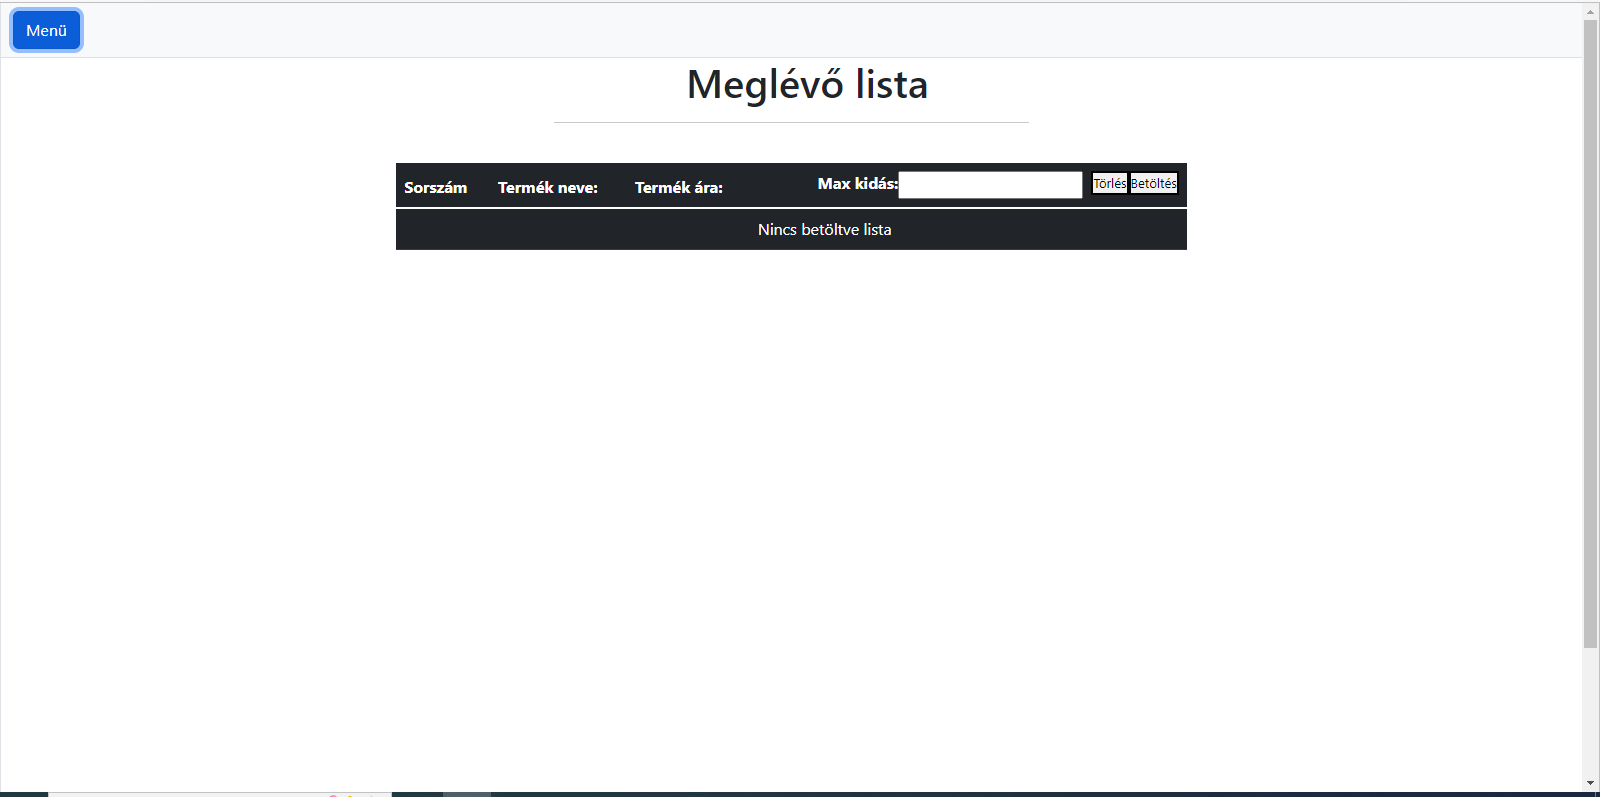 Menü
Meglévő lista
Sorszám Termék neve: Termék ára: Max kidás: Törlés Betöltés
Nincs betöltve lista